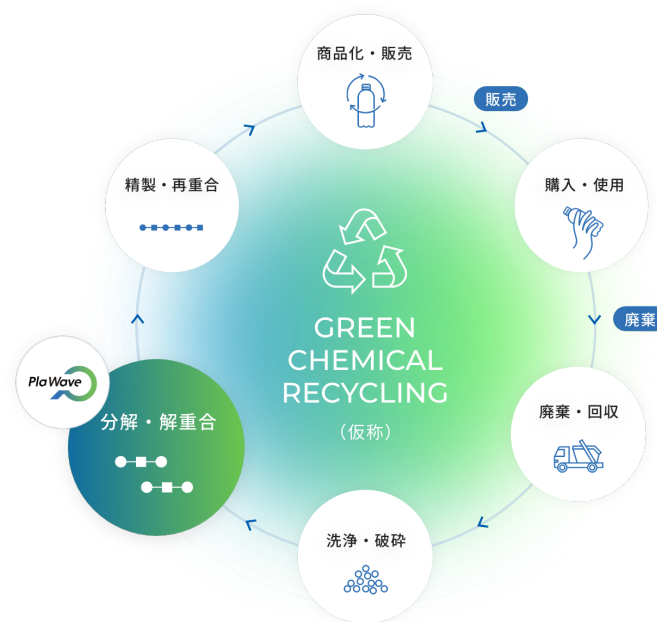 商品化・販売
販売
精製・再重合
購入・使用
GREEN
CHEMICAL
RECYCLING
(仮称)
廃棄
PlaWave
分解・解重合
廃棄・回収
洗浄・破砕